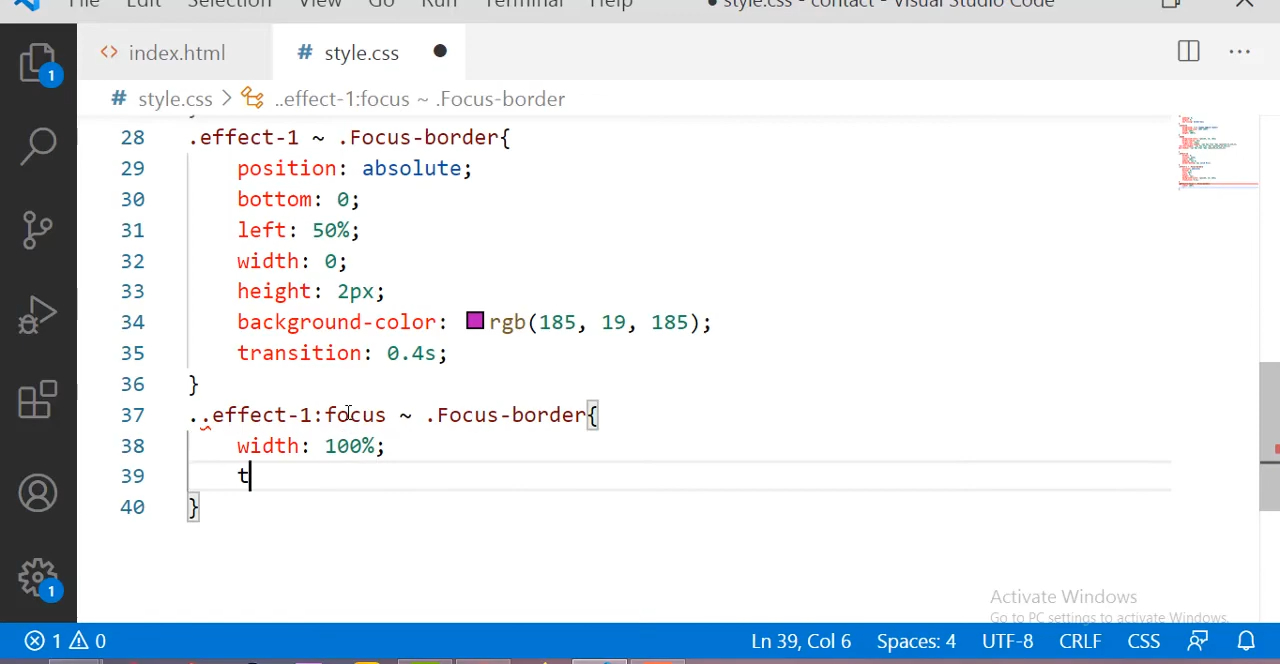 File Edit Selection View Go Run Terminal Help ● style.css - contact - Visual Studio Code
1 <> index.html # style.css ●
# style.css > ..effect-1:focus ~ .Focus-border
28 .effect-1 ~ .Focus-border{
29 position: absolute;
30 bottom: 0;
31 left: 50%;
32 width: 0;
33 height: 2px;
34 background-color: rgb(185, 19, 185);
35 transition: 0.4s;
36 }
37 ..effect-1:focus ~ .Focus-border{
38 width: 100%;
39 t
40 }
1
Activate Windows
Go to PC settings to activate Windows.
1 0 Ln 39, Col 6 Spaces: 4 UTF-8 CRLF CSS